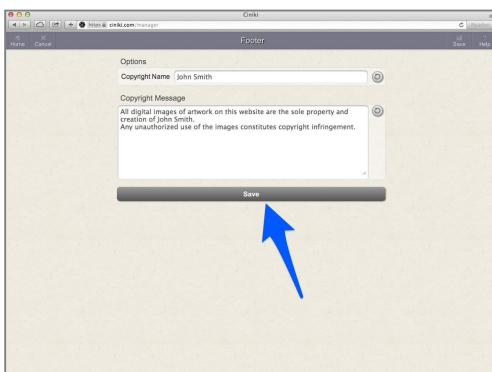 Ciniki
https ciniki.com/manager
Reader
Home Cancel Footer Save Help
Options
Copyright Name John Smith
Copyright Message
All digital images of artwork on this website are the sole property and
creation of John Smith.
Any unauthorized use of the images constitutes copyright infringement.
Save